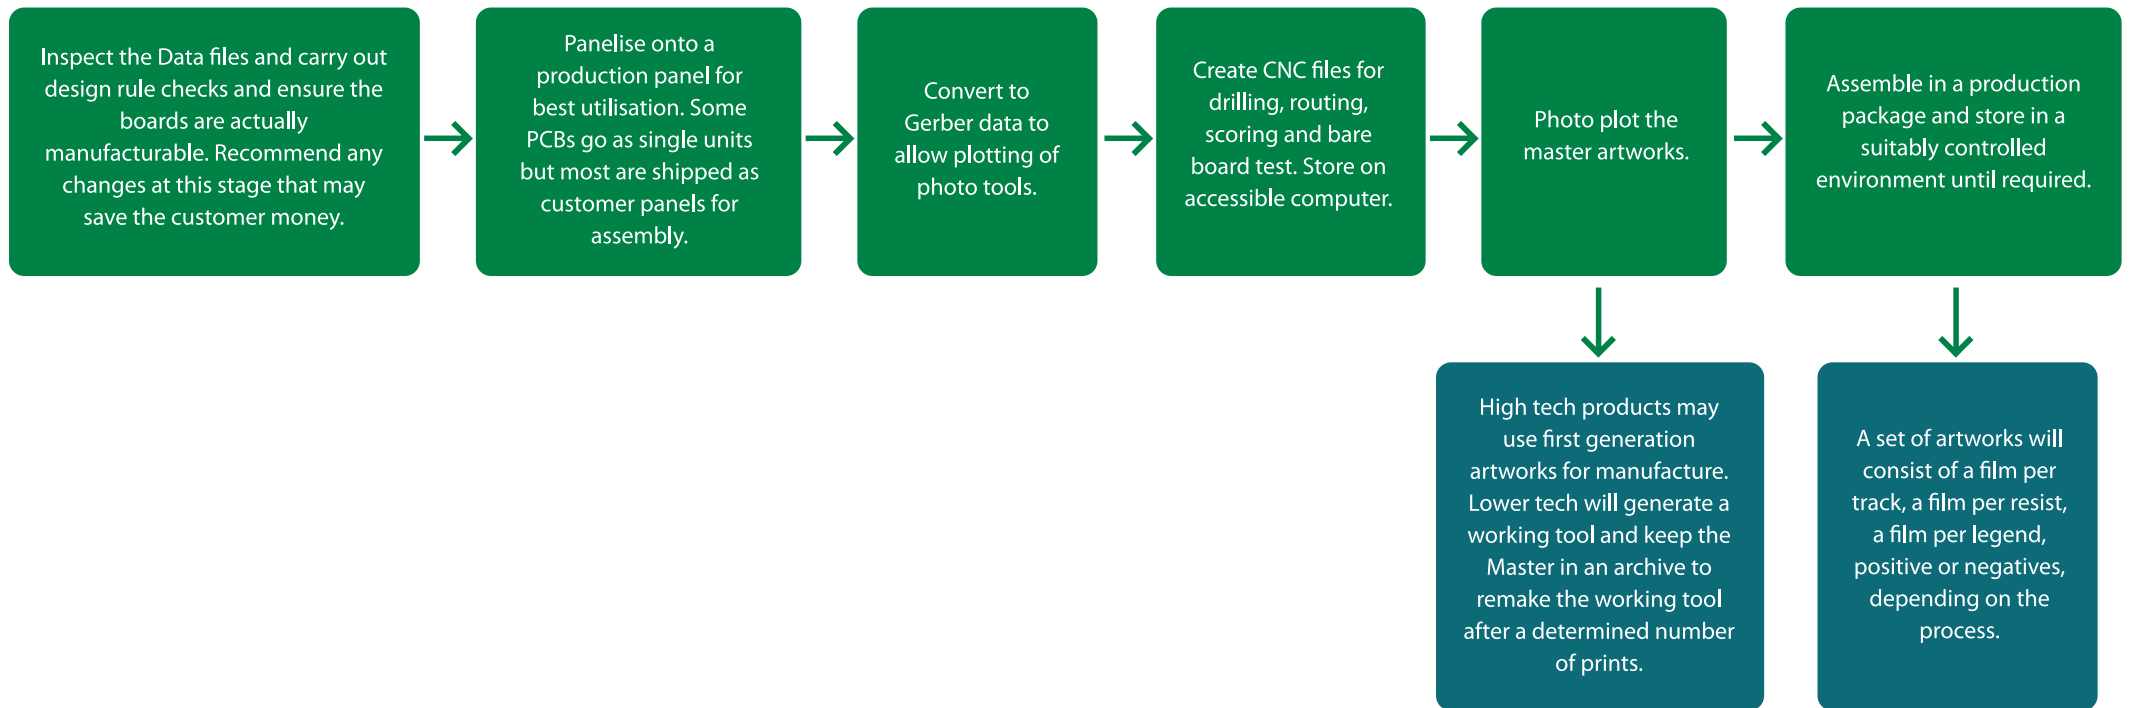 Inspect the Data files and carry out
design rule checks and ensure the
boards are actually
manufacturable. Recommend any
changes at this stage that may
save the customer money.
Panelise onto a
production panel for
best utilisation. Some
PCBs go as single units
but most are shipped as
customer panels for
assembly.
Convert to
Gerber data to
allow plotting of
photo tools.
Create CNC files for
drilling, routing,
scoring and bare
board test. Store on
accessible computer.
Photo plot the
master artworks.
Assemble in a production
package and store in a
suitably controlled
environment until required.
High tech products may
use first generation
artworks for manufacture.
Lower tech will generate a
working tool and keep the
Master in an archive to
remake the working tool
after a determined number
of prints.
A set of artworks will
consist of a film per
track, a film per resist,
a film per legend,
positive or negatives,
depending on the
process.